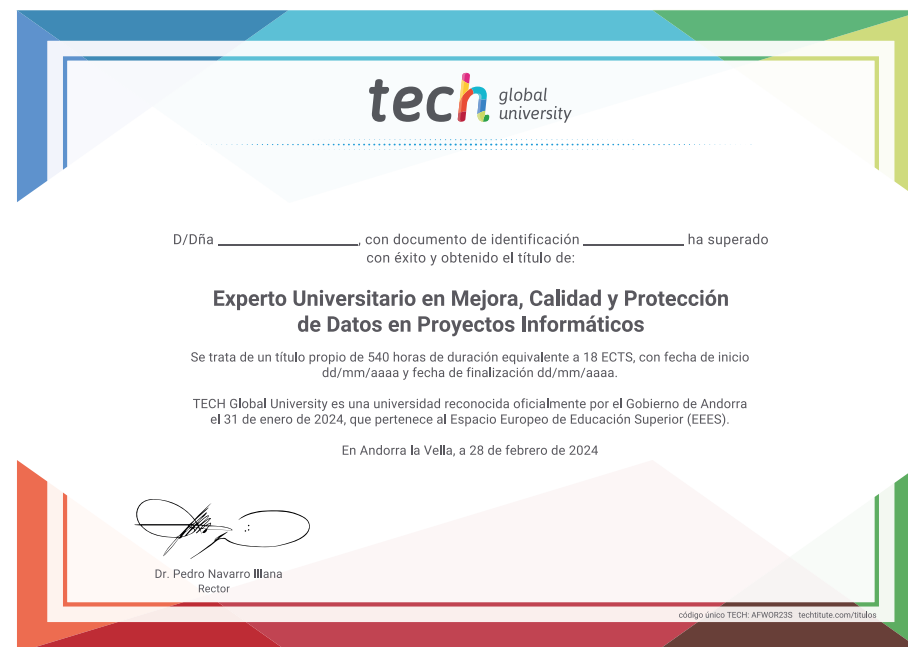 tech global university
D/Dña ____________________, con documento de identificación ______________ ha superado
con éxito y obtenido el título de:
Experto Universitario en Mejora, Calidad y Protección
de Datos en Proyectos Informáticos
Se trata de un título propio de 540 horas de duración equivalente a 18 ECTS, con fecha de inicio
dd/mm/aaaa y fecha de finalización dd/mm/aaaa.
TECH Global University es una universidad reconocida oficialmente por el Gobierno de Andorra
el 31 de enero de 2024, que pertenece al Espacio Europeo de Educación Superior (EEES).
En Andorra la Vella, a 28 de febrero de 2024
Dr. Pedro Navarro Illana
Rector
código único TECH: AFWOR23S techtitute.com/titulos